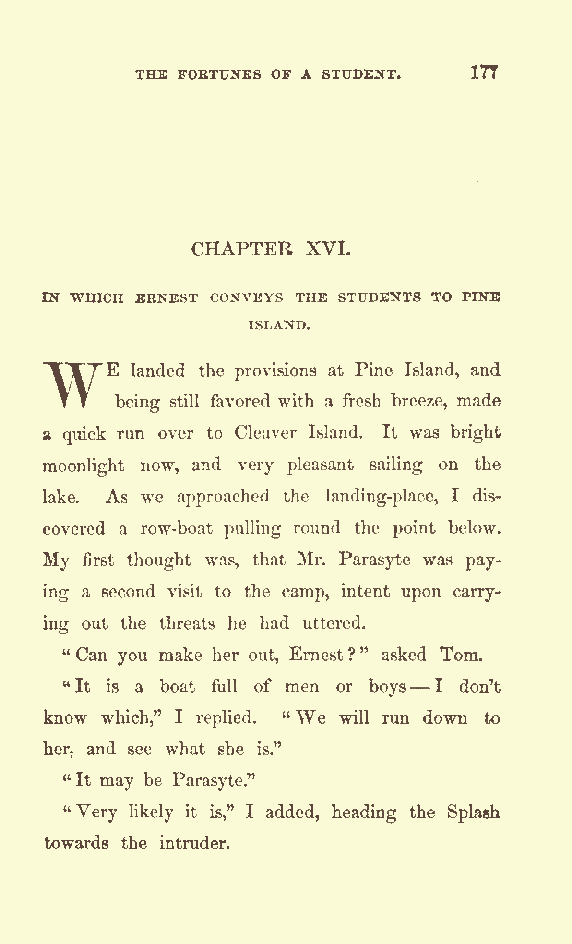 THE FORTUNES OF A STUDENT. 177
CHAPTER XVI.
IN WHICH ERNEST CONVEYS THE STUDENTS TO PINE
ISLAND.
WE landed the provisions at Pine Island, and
being still favored with a fresh breeze, made
a quick run over to Cleaver Island. It was bright
moonlight now, and very pleasant sailing on the
lake. As we approached the landing-place, I dis-
covered a row-boat pulling round the point below.
My first thought was, that Mr. Parasyte was pay-
ing a second visit to the camp, intent upon carry-
ing out the threats he had uttered.
“Can you make her out, Ernest?” asked Tom.
“It is a boat full of men or boys — I don’t
know which,” I replied. “We will run down to
her, and see what she is.”
“It may be Parasyte.”
“Very likely it is,” I added, heading the Splash
towards the intruder.